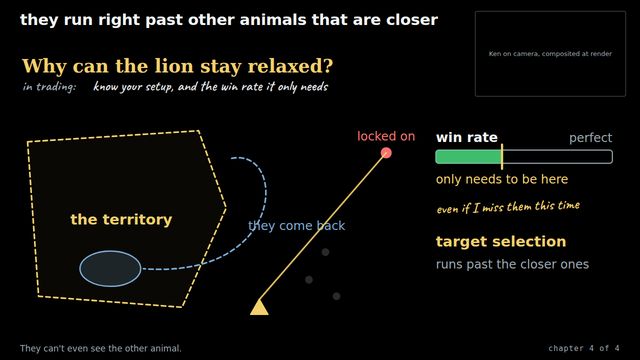 they run right past other animals that are closer
Ken on camera, composited at render
Why can the lion stay relaxed?
in trading: know your setup, and the win rate it only needs
locked on
win rate perfect
only needs to be here
even if I miss them this time
the territory
they come back
target selection
runs past the closer ones
They can't even see the other animal.
chapter 4 of 4